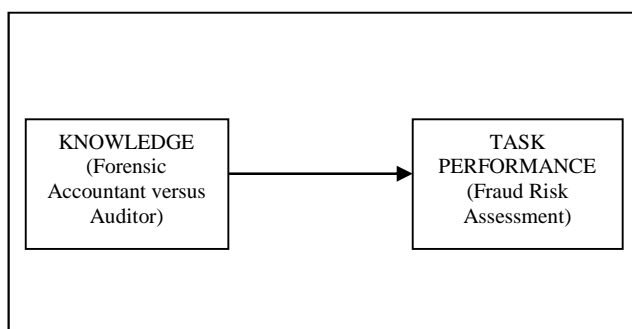 KNOWLEDGE
(Forensic
Accountant versus
Auditor)
TASK
PERFORMANCE
(Fraud Risk
Assessment)